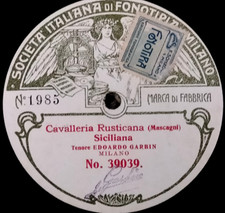 SOCIETÀ ITALIANA DI FONOTIPIA MILANO
FONOTIPIA
No 1985
MARCA DI FABBRICA
Cavalleria Rusticana (Mascagni)
Siciliana
Tenore EDOARDO GARBIN
MILANO
No. 39039.